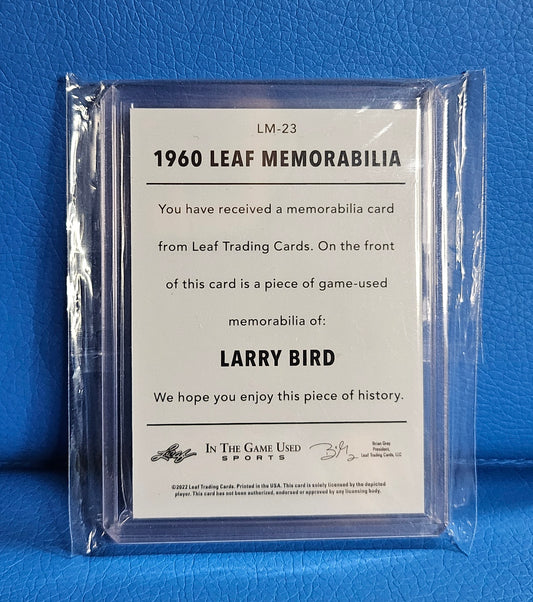 LM-23
1960 LEAF MEMORABILIA
You have received a memorabilia card
from Leaf Trading Cards. On the front
of this card is a piece of game-used
memorabilia of:
LARRY BIRD
We hope you enjoy this piece of history.
Leaf
IN THE GAME USED
SPORTS
Brian Gray
President,
Leaf Trading Cards, LLC
©2022 Leaf Trading Cards. Printed in the USA. This card is solely licensed by the depicted
player. This card has not been authorized, endorsed or approved by any licensing body.